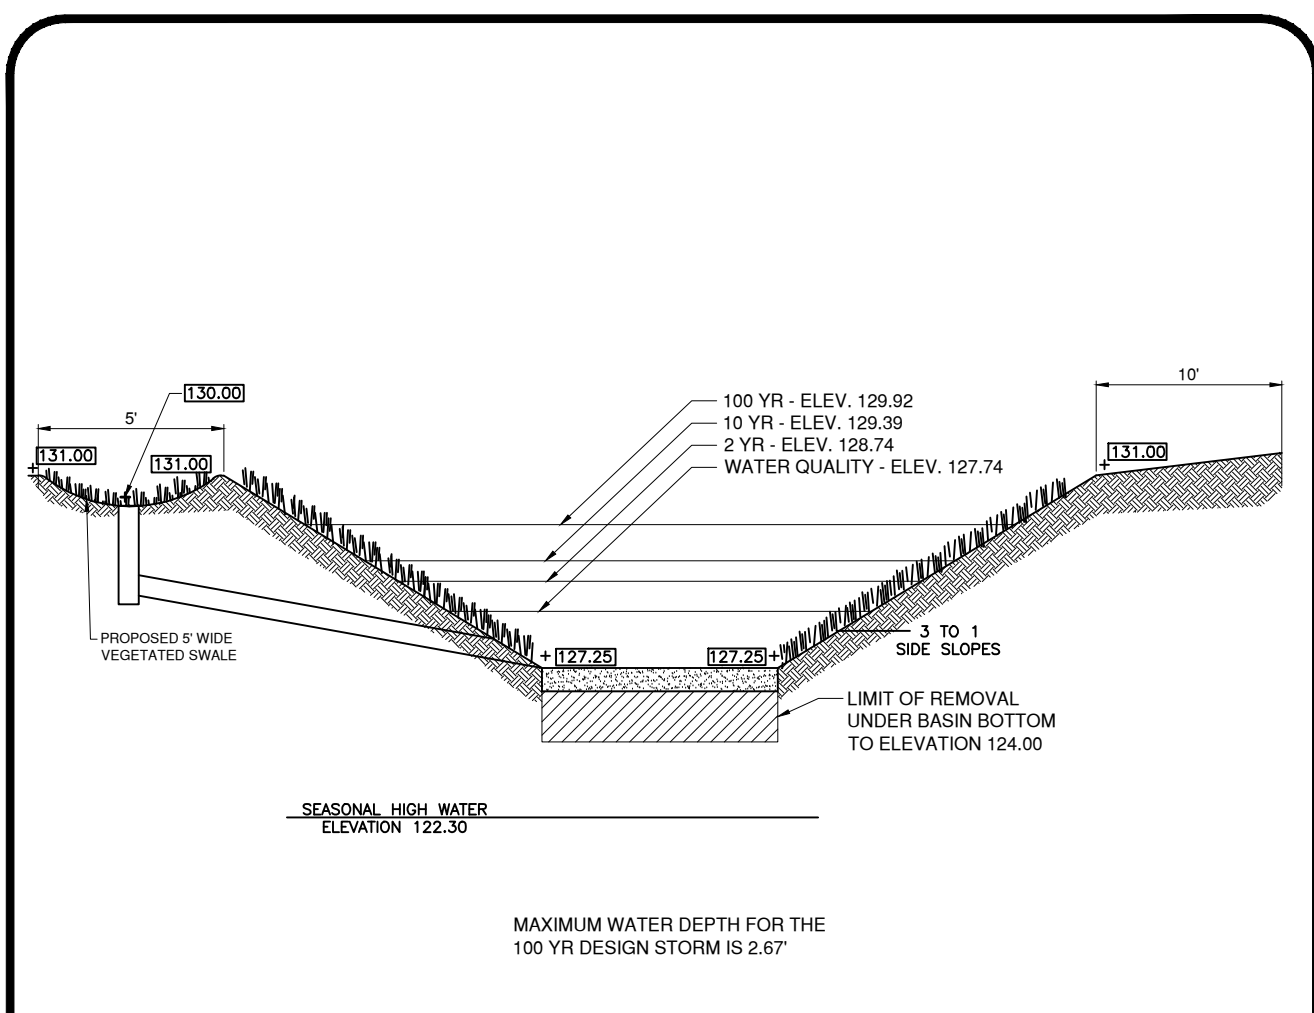 130.00
5'
131.00
131.00
100 YR - ELEV. 129.92
10 YR - ELEV. 129.39
2 YR - ELEV. 128.74
WATER QUALITY - ELEV. 127.74
10'
131.00
PROPOSED 5' WIDE
VEGETATED SWALE
127.25
127.25
3 TO 1
SIDE SLOPES
LIMIT OF REMOVAL
UNDER BASIN BOTTOM
TO ELEVATION 124.00
SEASONAL HIGH WATER
ELEVATION 122.30
MAXIMUM WATER DEPTH FOR THE
100 YR DESIGN STORM IS 2.67'